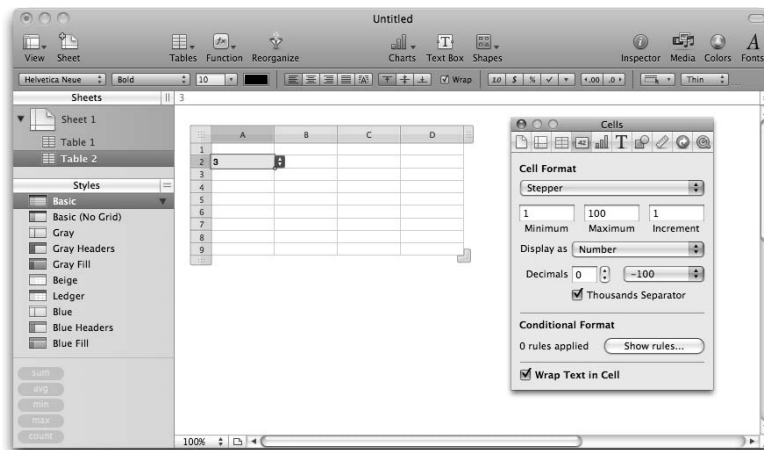 Untitled
View Sheet Tables Function Reorganize Charts Text Box Shapes Inspector Media Colors Fonts
Helvetica Neue Bold 10 Wrap 1.0 $ % Thin
Sheets 3
Sheet 1
Table 1
Table 2
Styles
Basic
Basic (No Grid)
Gray
Gray Headers
Gray Fill
Beige
Ledger
Blue
Blue Headers
Blue Fill
sum
avg
min
max
count
A B C D
1
2 3
3
4
5
6
7
8
9
100%
Cells
42 T
Cell Format
Stepper
1 100 1
Minimum Maximum Increment
Display as Number
Decimals 0 -100
Thousands Separator
Conditional Format
0 rules applied Show rules...
Wrap Text in Cell